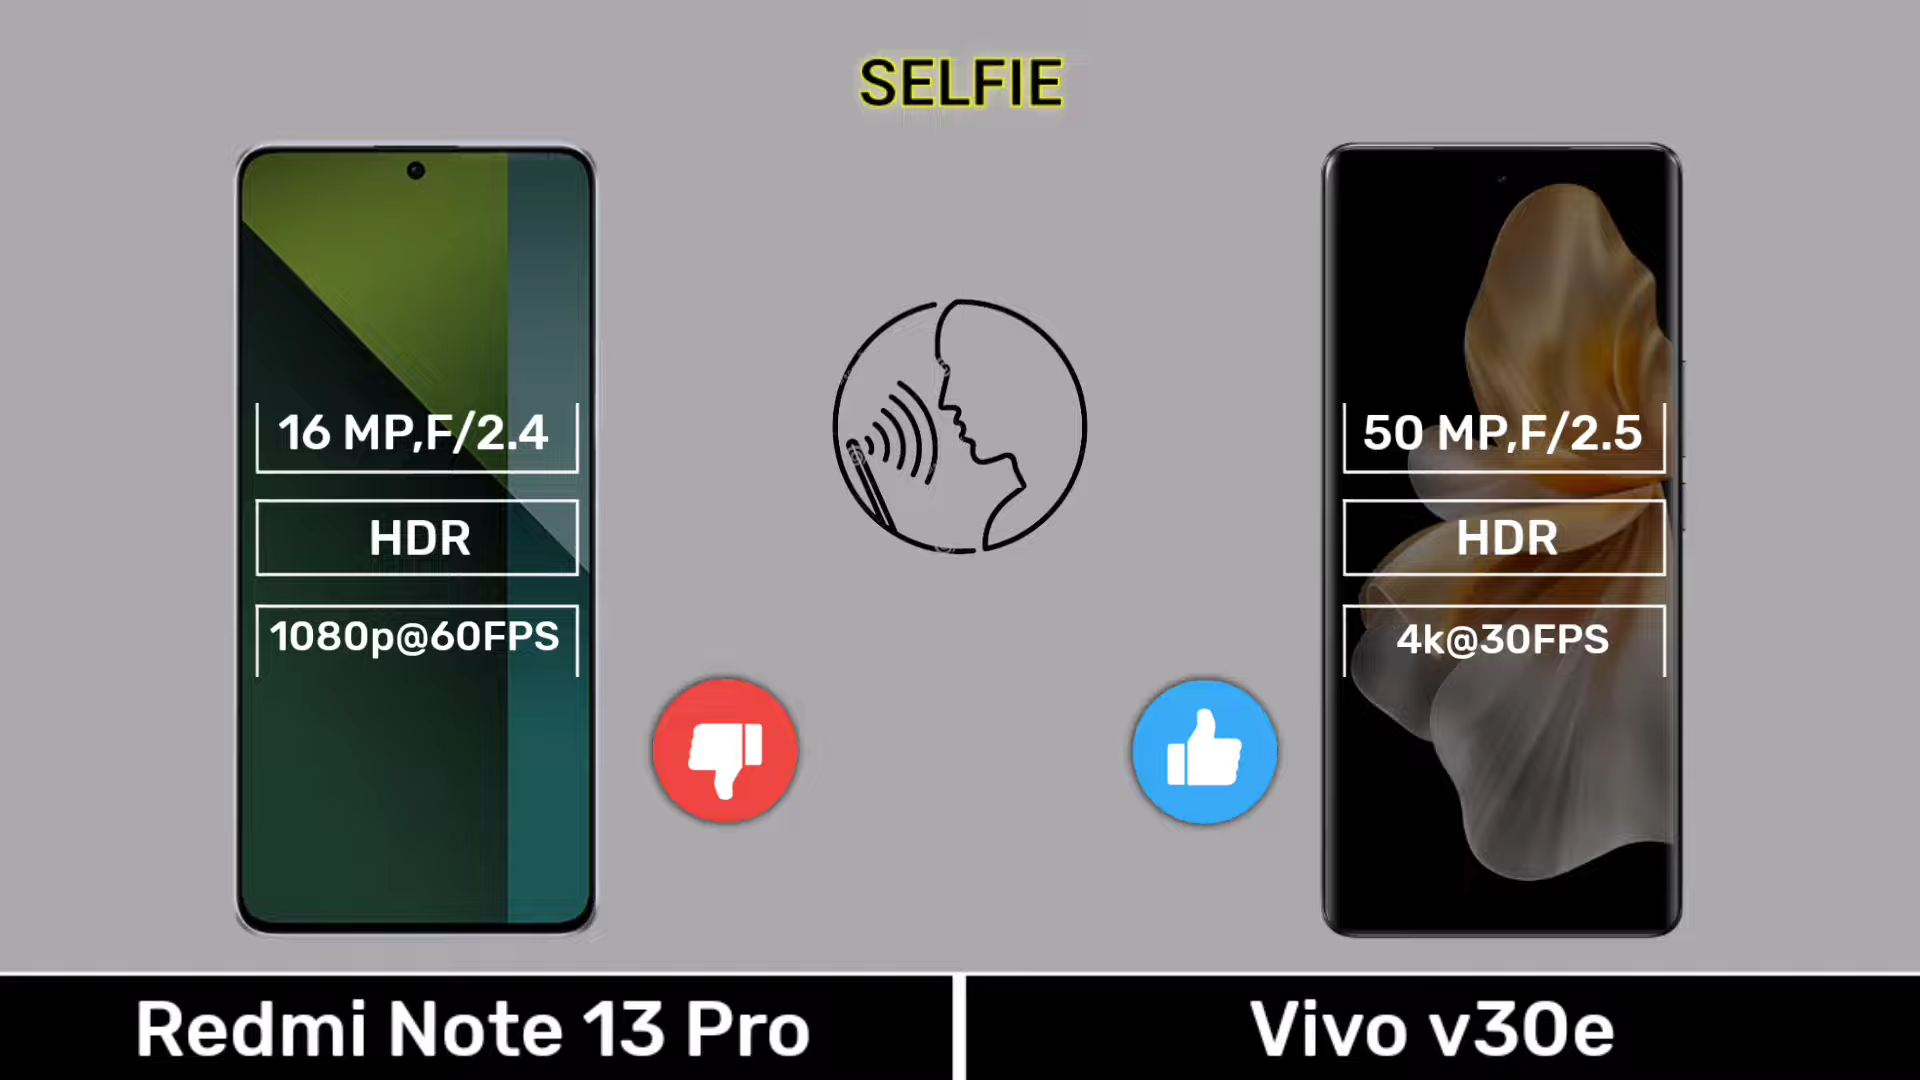 SELFIE
16 MP,F/2.4
HDR
1080p@60FPS
50 MP,F/2.5
HDR
4k@30FPS
Redmi Note 13 Pro
Vivo v30e